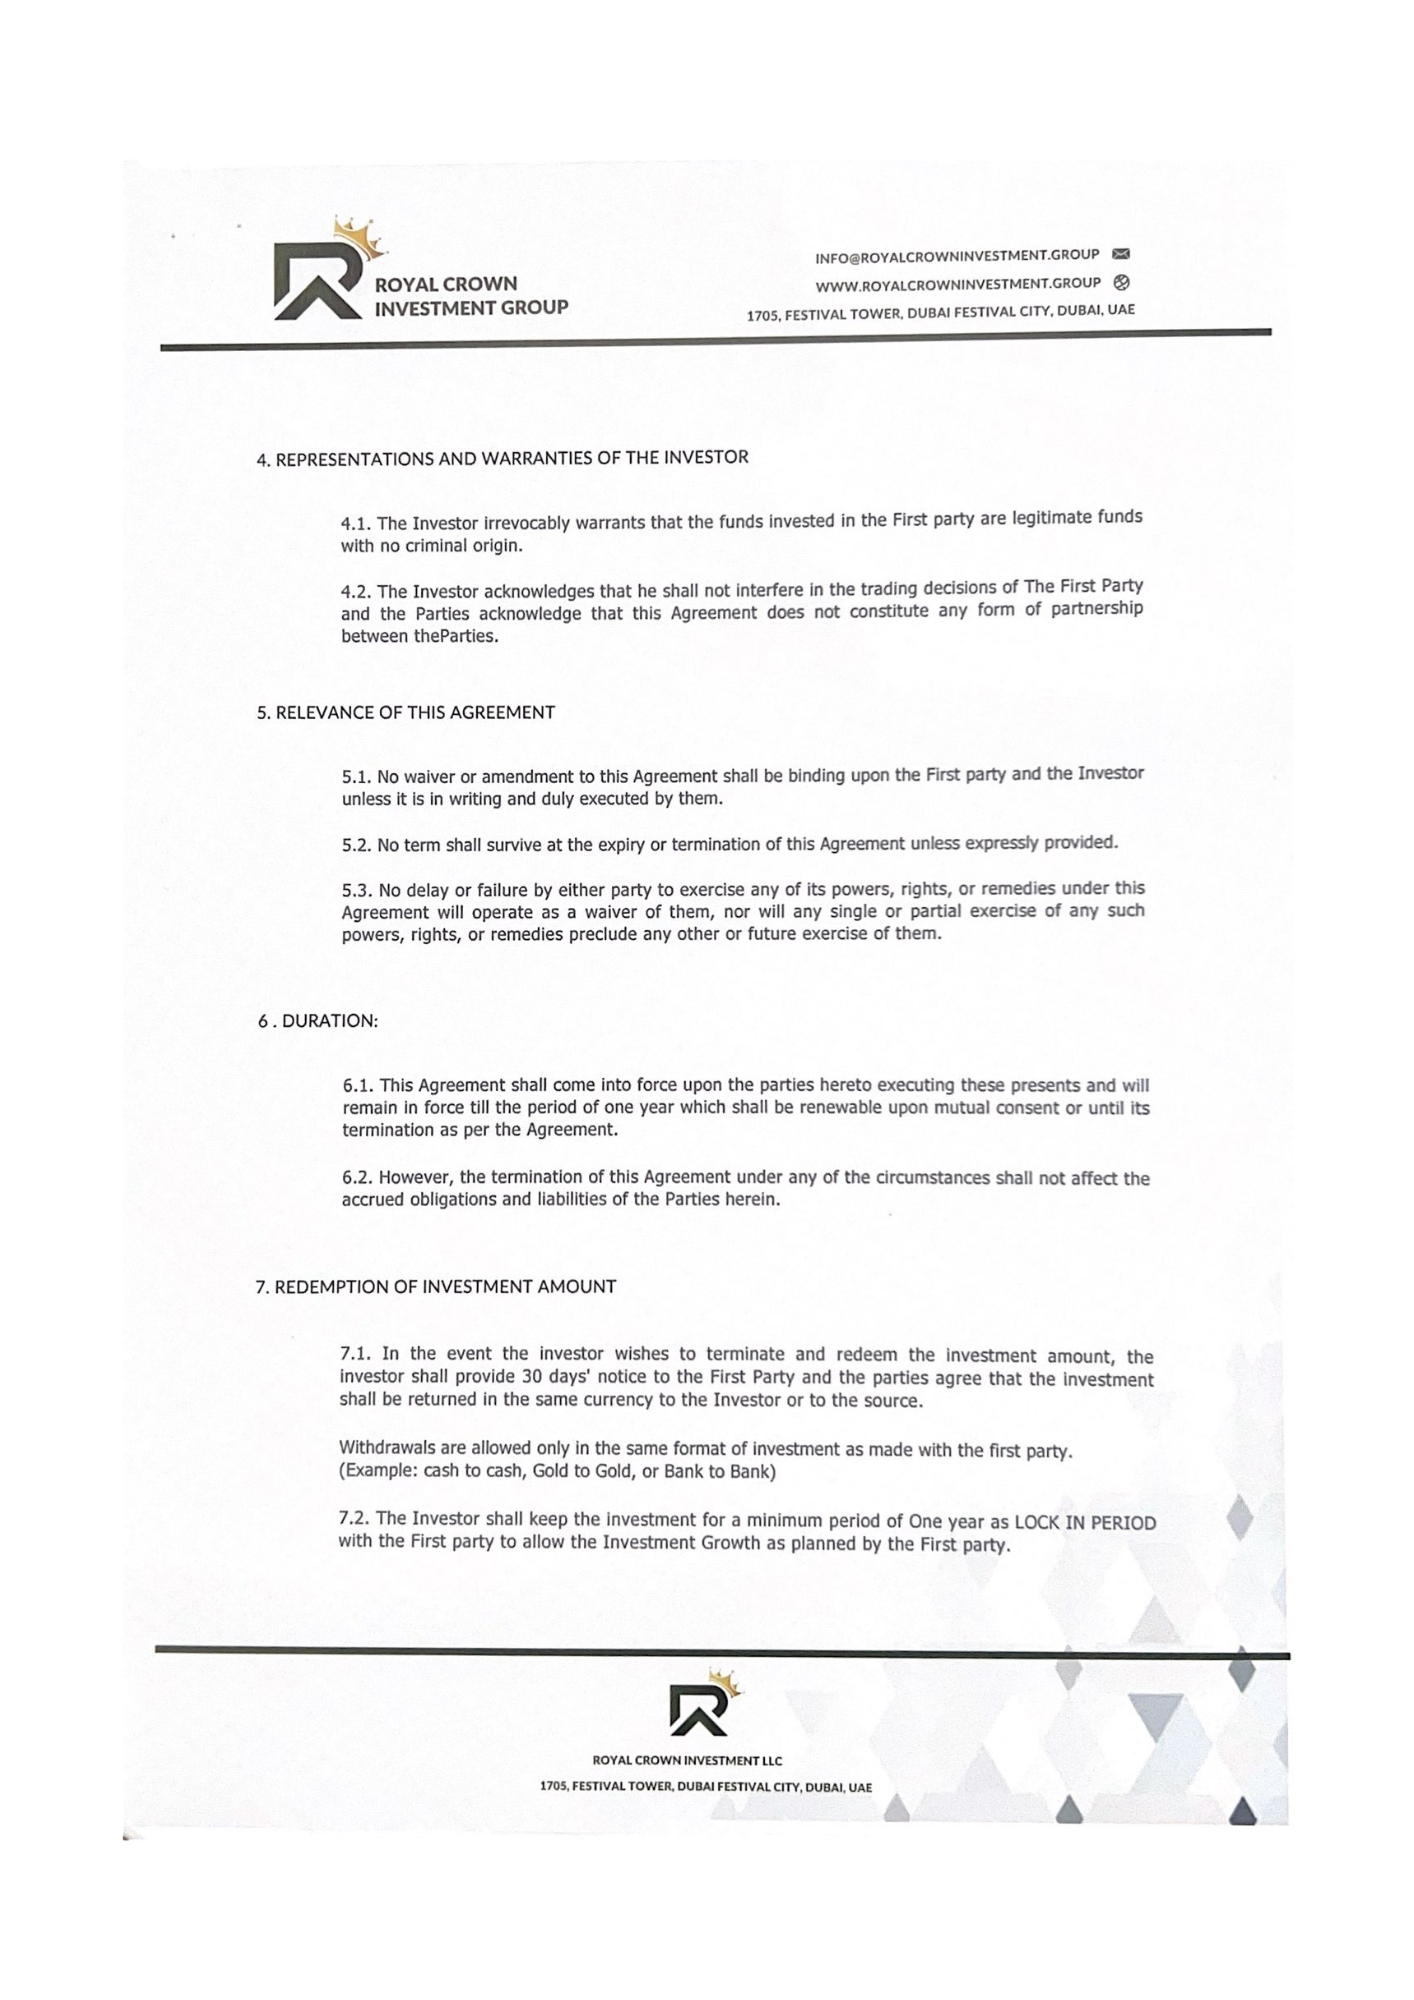 ROYAL CROWN
INVESTMENT GROUP
INFO@ROYALCROWNINVESTMENT.GROUP
WWW.ROYALCROWNINVESTMENT.GROUP
1705, FESTIVAL TOWER, DUBAI FESTIVAL CITY, DUBAI, UAE
4. REPRESENTATIONS AND WARRANTIES OF THE INVESTOR
4.1. The Investor irrevocably warrants that the funds invested in the First party are legitimate funds
with no criminal origin.
4.2. The Investor acknowledges that he shall not interfere in the trading decisions of The First Party
and the Parties acknowledge that this Agreement does not constitute any form of partnership
between theParties.
5. RELEVANCE OF THIS AGREEMENT
5.1. No waiver or amendment to this Agreement shall be binding upon the First party and the Investor
unless it is in writing and duly executed by them.
5.2. No term shall survive at the expiry or termination of this Agreement unless expressly provided.
5.3. No delay or failure by either party to exercise any of its powers, rights, or remedies under this
Agreement will operate as a waiver of them, nor will any single or partial exercise of any such
powers, rights, or remedies preclude any other or future exercise of them.
6 . DURATION:
6.1. This Agreement shall come into force upon the parties hereto executing these presents and will
remain in force till the period of one year which shall be renewable upon mutual consent or until its
termination as per the Agreement.
6.2. However, the termination of this Agreement under any of the circumstances shall not affect the
accrued obligations and liabilities of the Parties herein.
7. REDEMPTION OF INVESTMENT AMOUNT
7.1. In the event the investor wishes to terminate and redeem the investment amount, the
investor shall provide 30 days' notice to the First Party and the parties agree that the investment
shall be returned in the same currency to the Investor or to the source.
Withdrawals are allowed only in the same format of investment as made with the first party.
(Example: cash to cash, Gold to Gold, or Bank to Bank)
7.2. The Investor shall keep the investment for a minimum period of One year as LOCK IN PERIOD
with the First party to allow the Investment Growth as planned by the First party.
ROYAL CROWN INVESTMENT LLC
1705, FESTIVAL TOWER, DUBAI FESTIVAL CITY, DUBAI, UAE